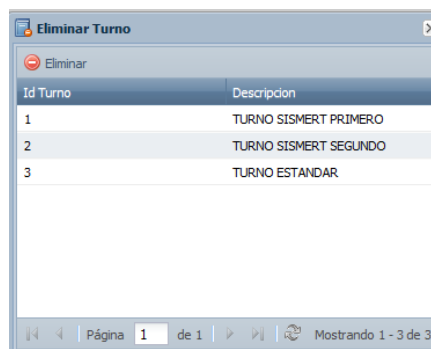 Eliminar Turno
Eliminar
Id Turno Descripcion
1 TURNO SISMERT PRIMERO
2 TURNO SISMERT SEGUNDO
3 TURNO ESTANDAR
Página 1 de 1 Mostrando 1 - 3 de 3